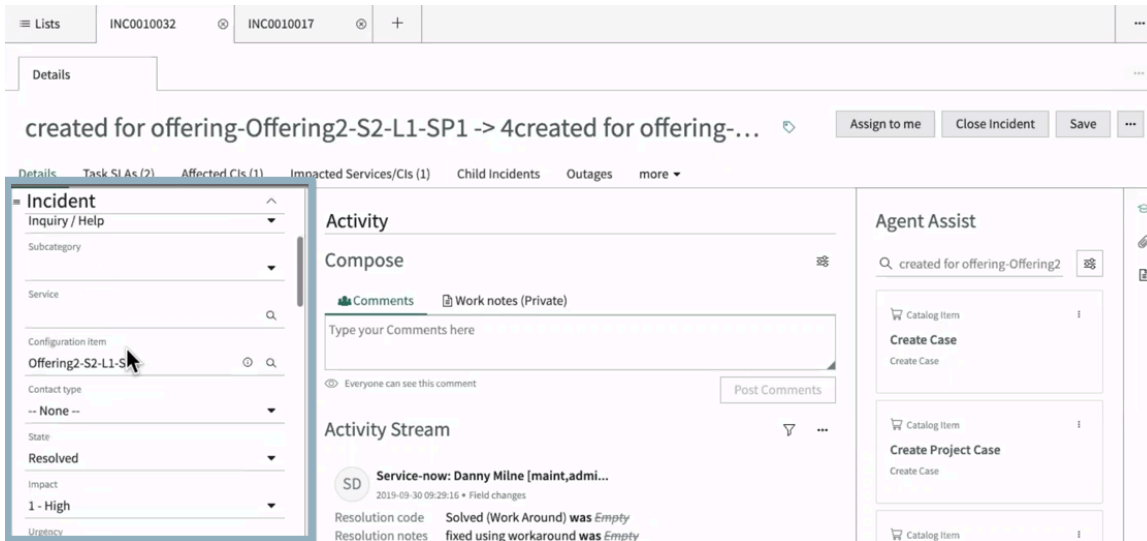 Lists
INC0010032
INC0010017
Details
created for offering-Offering2-S2-L1-SP1 -> 4created for offering-...
Assign to me
Close Incident
Save
Details
Task SLAs (2)
Affected CIs (1)
Impacted Services/CIs (1)
Child Incidents
Outages
more
Incident
Inquiry / Help
Subcategory
Service
Configuration item
Offering2-S2-L1-
Contact type
-- None --
State
Resolved
Impact
1 - High
Urgency
Activity
Compose
Comments
Work notes (Private)
Type your Comments here
Everyone can see this comment
Post Comments
Activity Stream
SD
Service-now: Danny Milne [maint,admi...
2019-09-30 09:29:16 • Field changes
Resolution code Solved (Work Around) was Empty
Resolution notes fixed using workaround was Empty
Agent Assist
created for offering-Offering2
Catalog Item
Create Case
Create Case
Catalog Item
Create Project Case
Create Case
Catalog Item